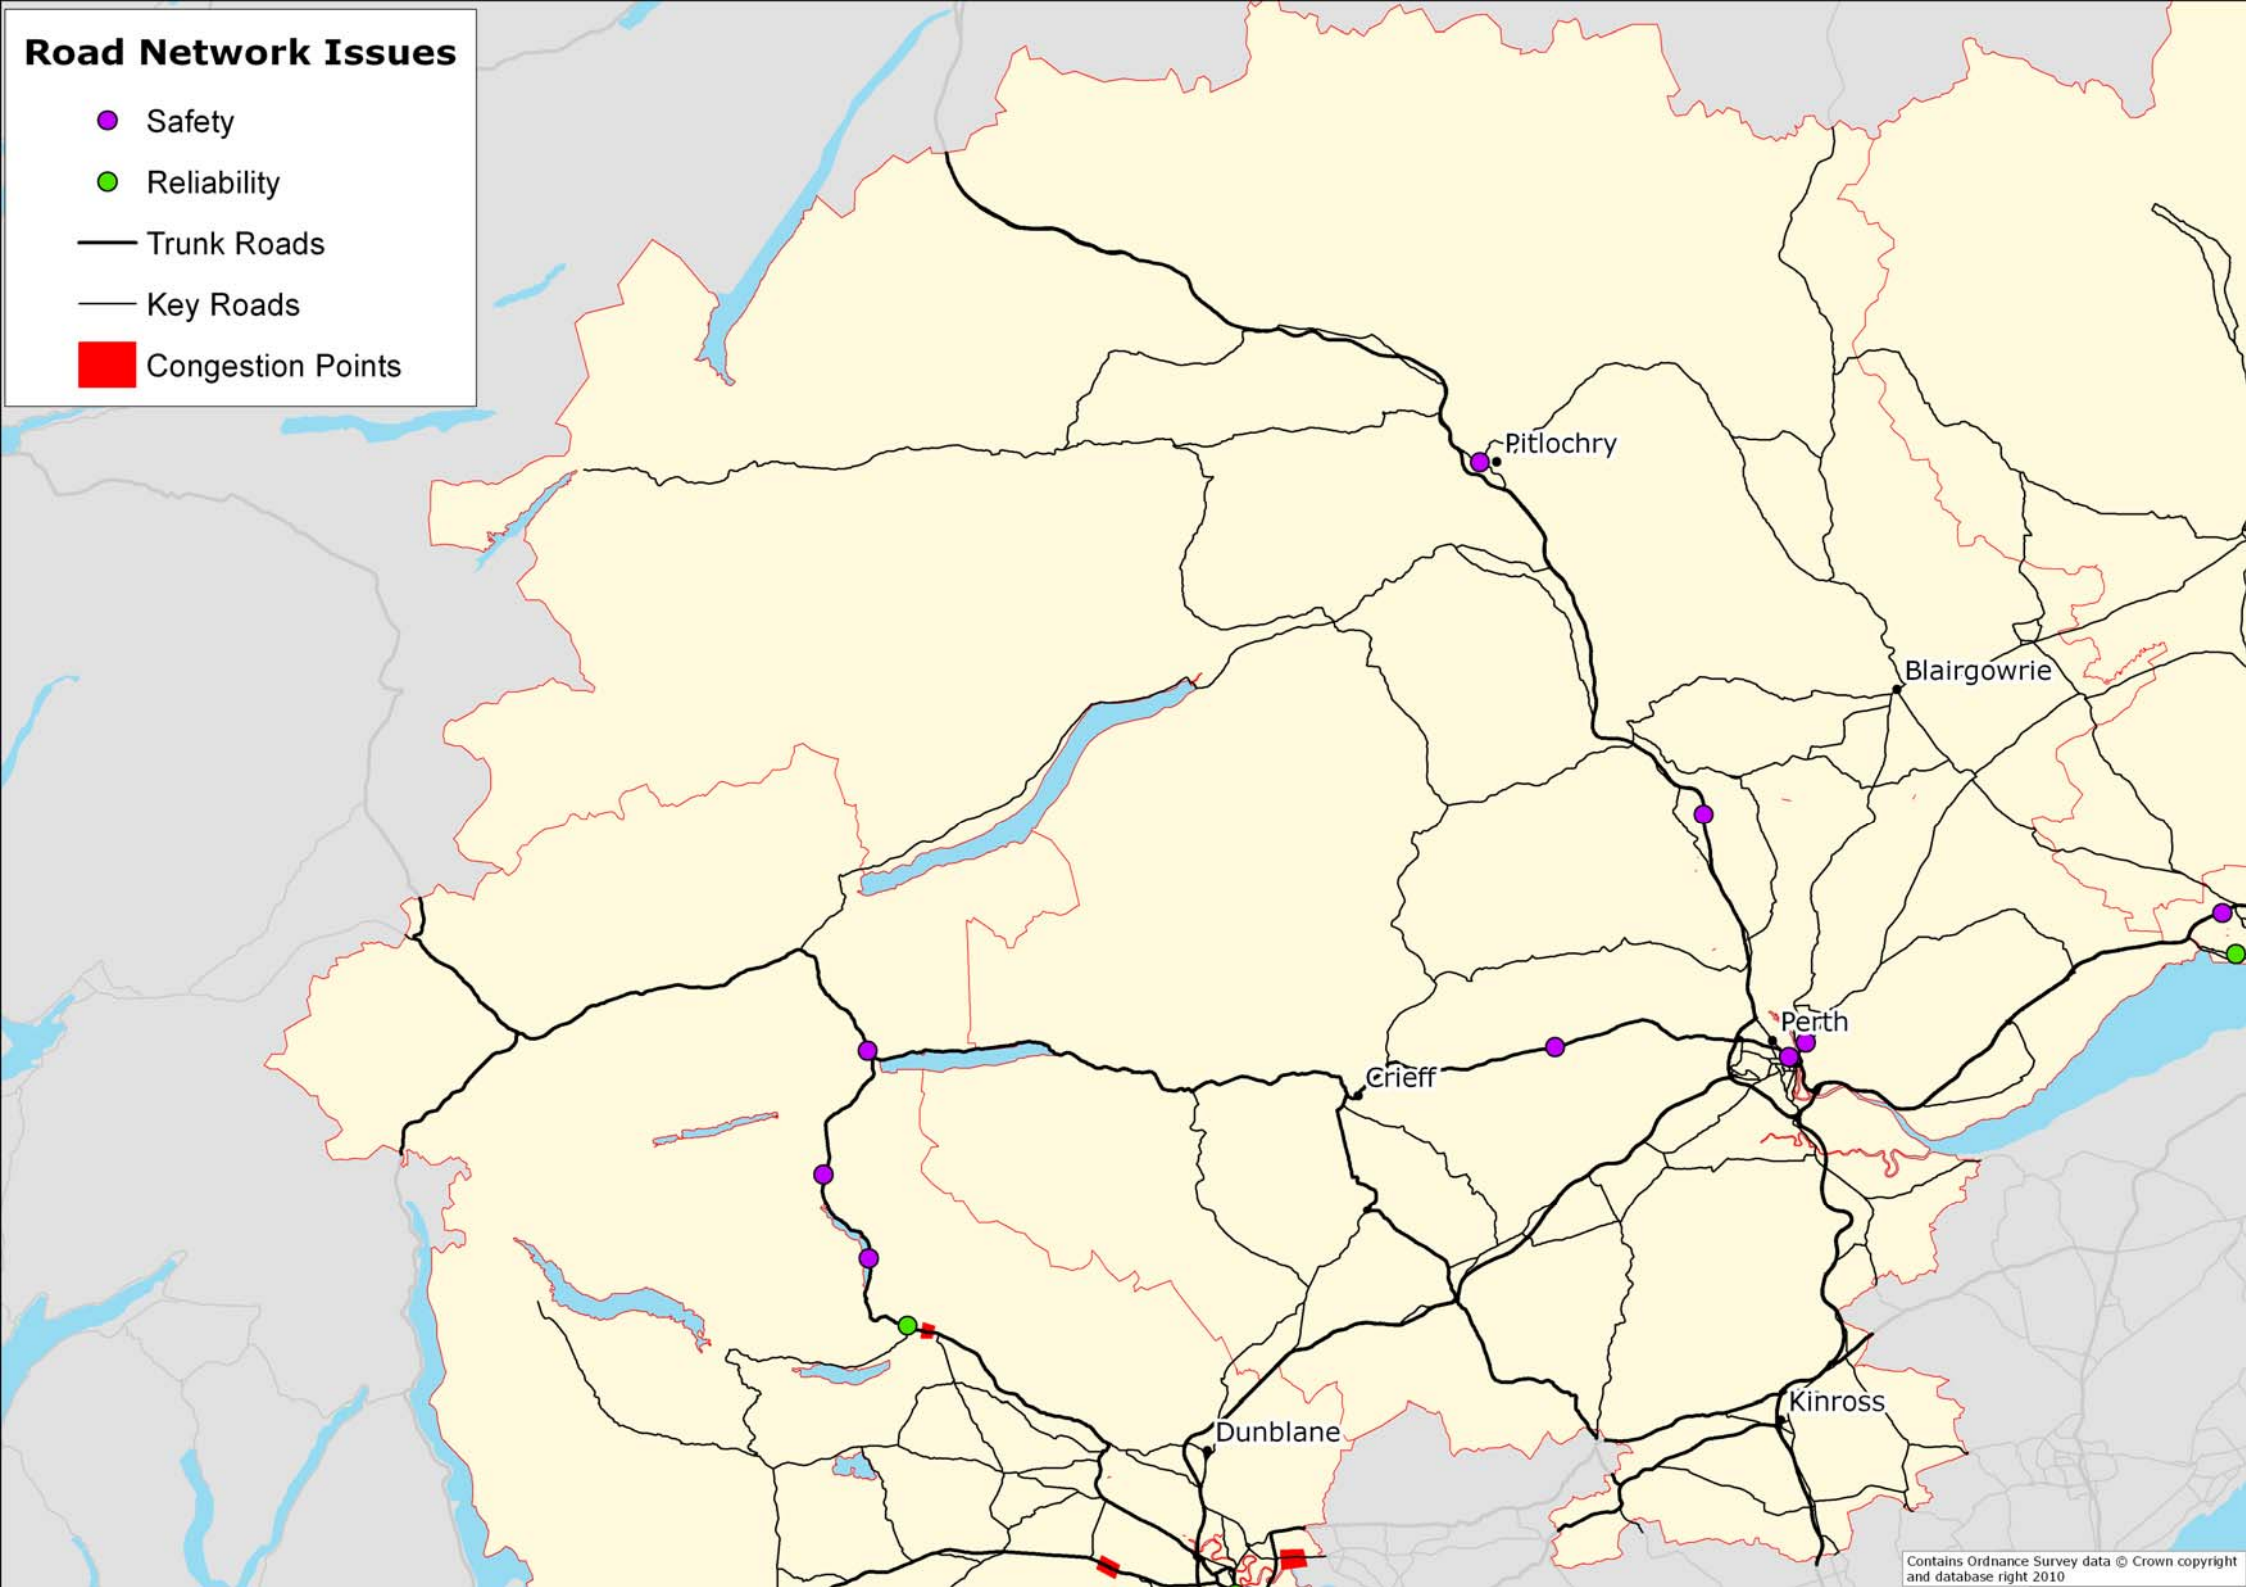 Road Network Issues
Safety
Reliability
Trunk Roads
Key Roads
Congestion Points
Pitlochry
Blairgowrie
Perth
Crieff
Kinross
Dunblane
Contains Ordnance Survey data © Crown copyright
and database right 2010